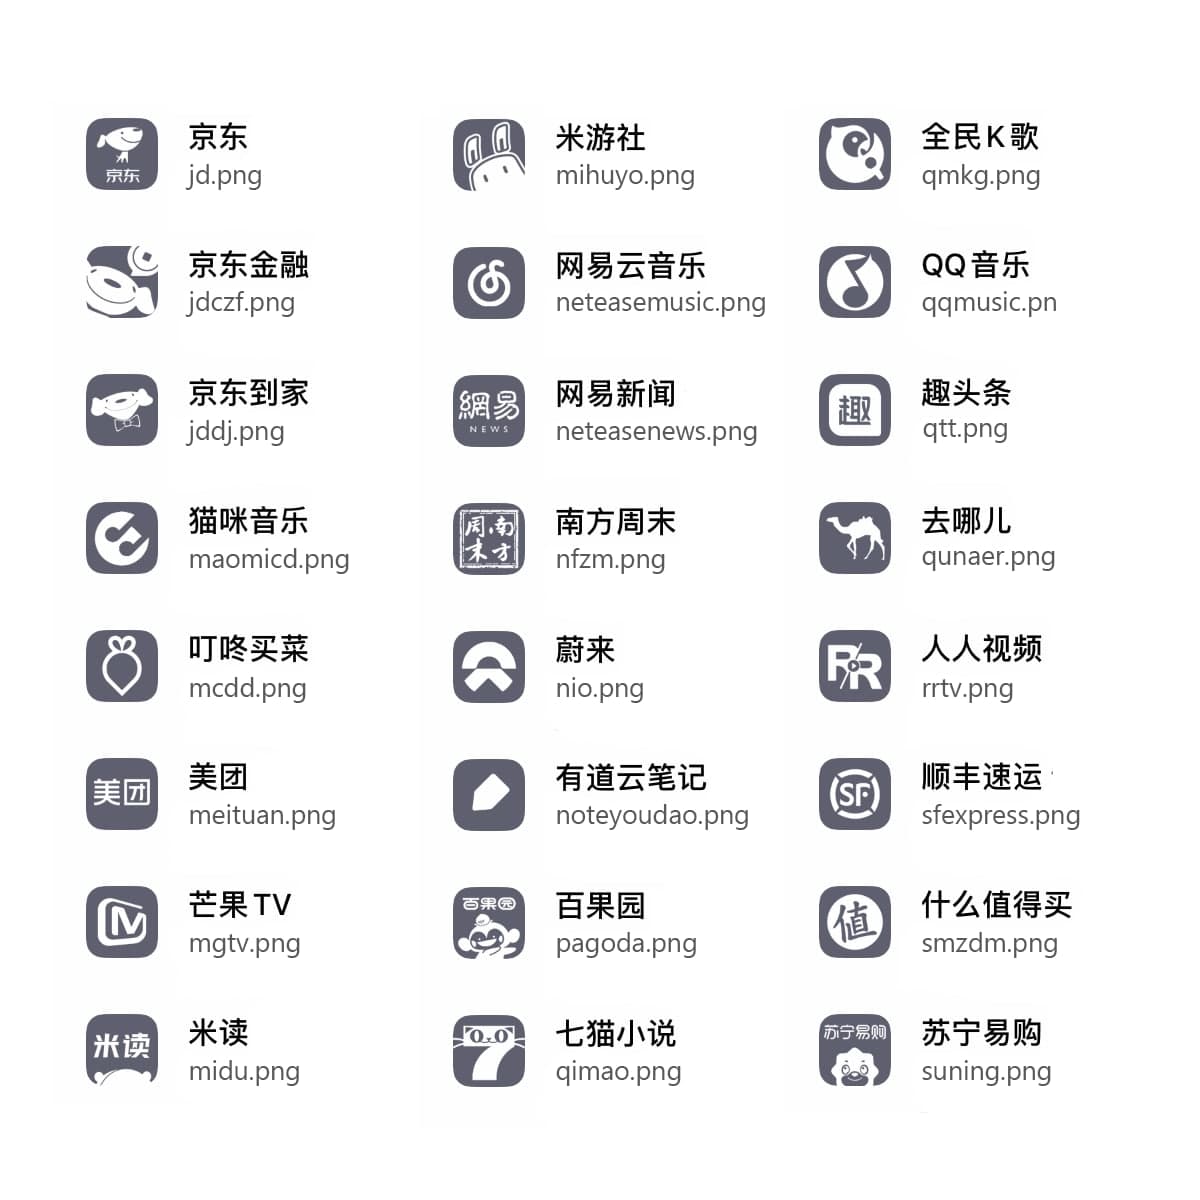 京东
京东
jd.png
京东金融
jdczf.png
京东到家
jddj.png
猫咪音乐
maomicd.png
叮咚买菜
mcdd.png
美团
美团
meituan.png
芒果TV
mgtv.png
米读
米读
midu.png
米游社
mihuyo.png
网易云音乐
neteasemusic.png
網易
NEWS
网易新闻
neteasenews.png
南方
周末
南方周末
nfzm.png
蔚来
nio.png
有道云笔记
noteyoudao.png
百果园
百果园
pagoda.png
7
七猫小说
qimao.png
全民K歌
qmkg.png
QQ音乐
qqmusic.pn
趣
趣头条
qtt.png
去哪儿
qunaer.png
RR
人人视频
rrtv.png
SF
顺丰速运
sfexpress.png
值
什么值得买
smzdm.png
苏宁易购
苏宁易购
suning.png